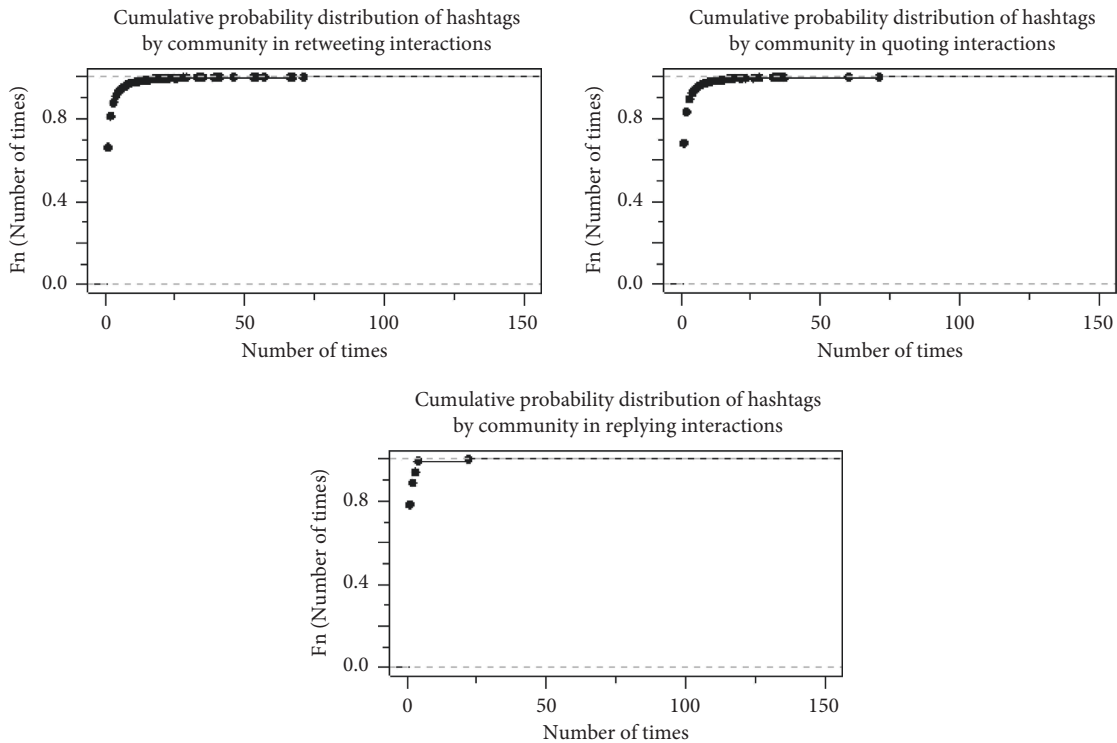 Cumulative probability distribution of hashtags
by community in retweeting interactions
Fn (Number of times)
0.8
0.4
0.0
0
50
100
150
Number of times
Cumulative probability distribution of hashtags
by community in quoting interactions
Fn (Number of times)
0.8
0.4
0.0
0
50
100
150
Number of times
Cumulative probability distribution of hashtags
by community in replying interactions
Fn (Number of times)
0.8
0.4
0.0
0
50
100
150
Number of times